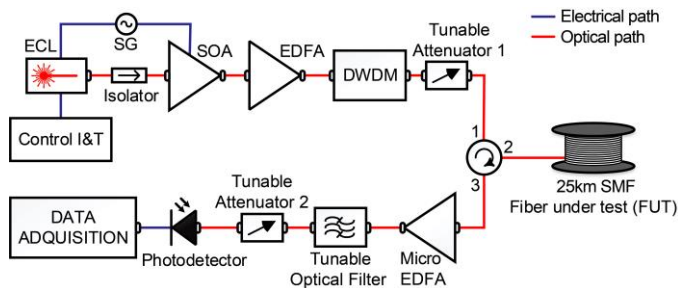 ECL
SG
SOA
EDFA
Isolator
DWDM
Tunable
Attenuator 1
Electrical path
Optical path
Control I&T
1
2
3
25km SMF
Fiber under test (FUT)
DATA
ADQUISITION
Photodetector
Tunable
Attenuator 2
Tunable
Optical Filter
Micro
EDFA